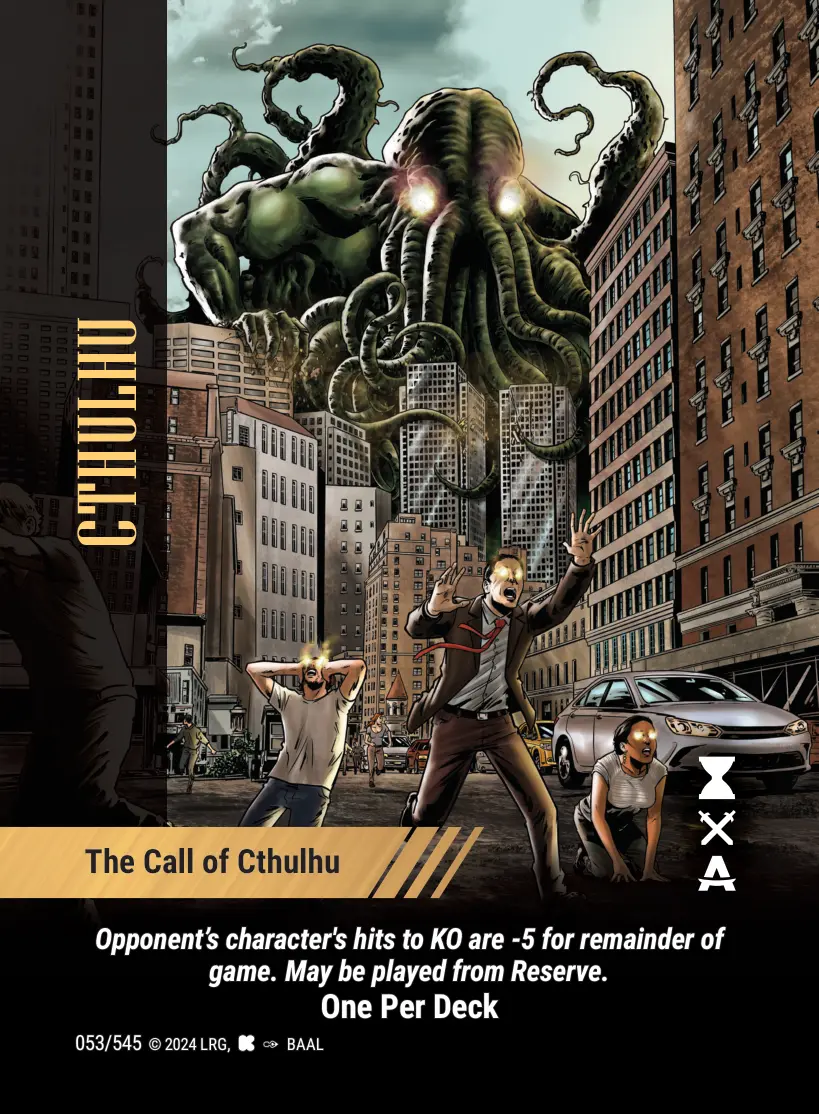 CTHULHU
The Call of Cthulhu
Opponent’s character's hits to KO are -5 for remainder of
game. May be played from Reserve.
One Per Deck
053/545 © 2024 LRG, BAAL